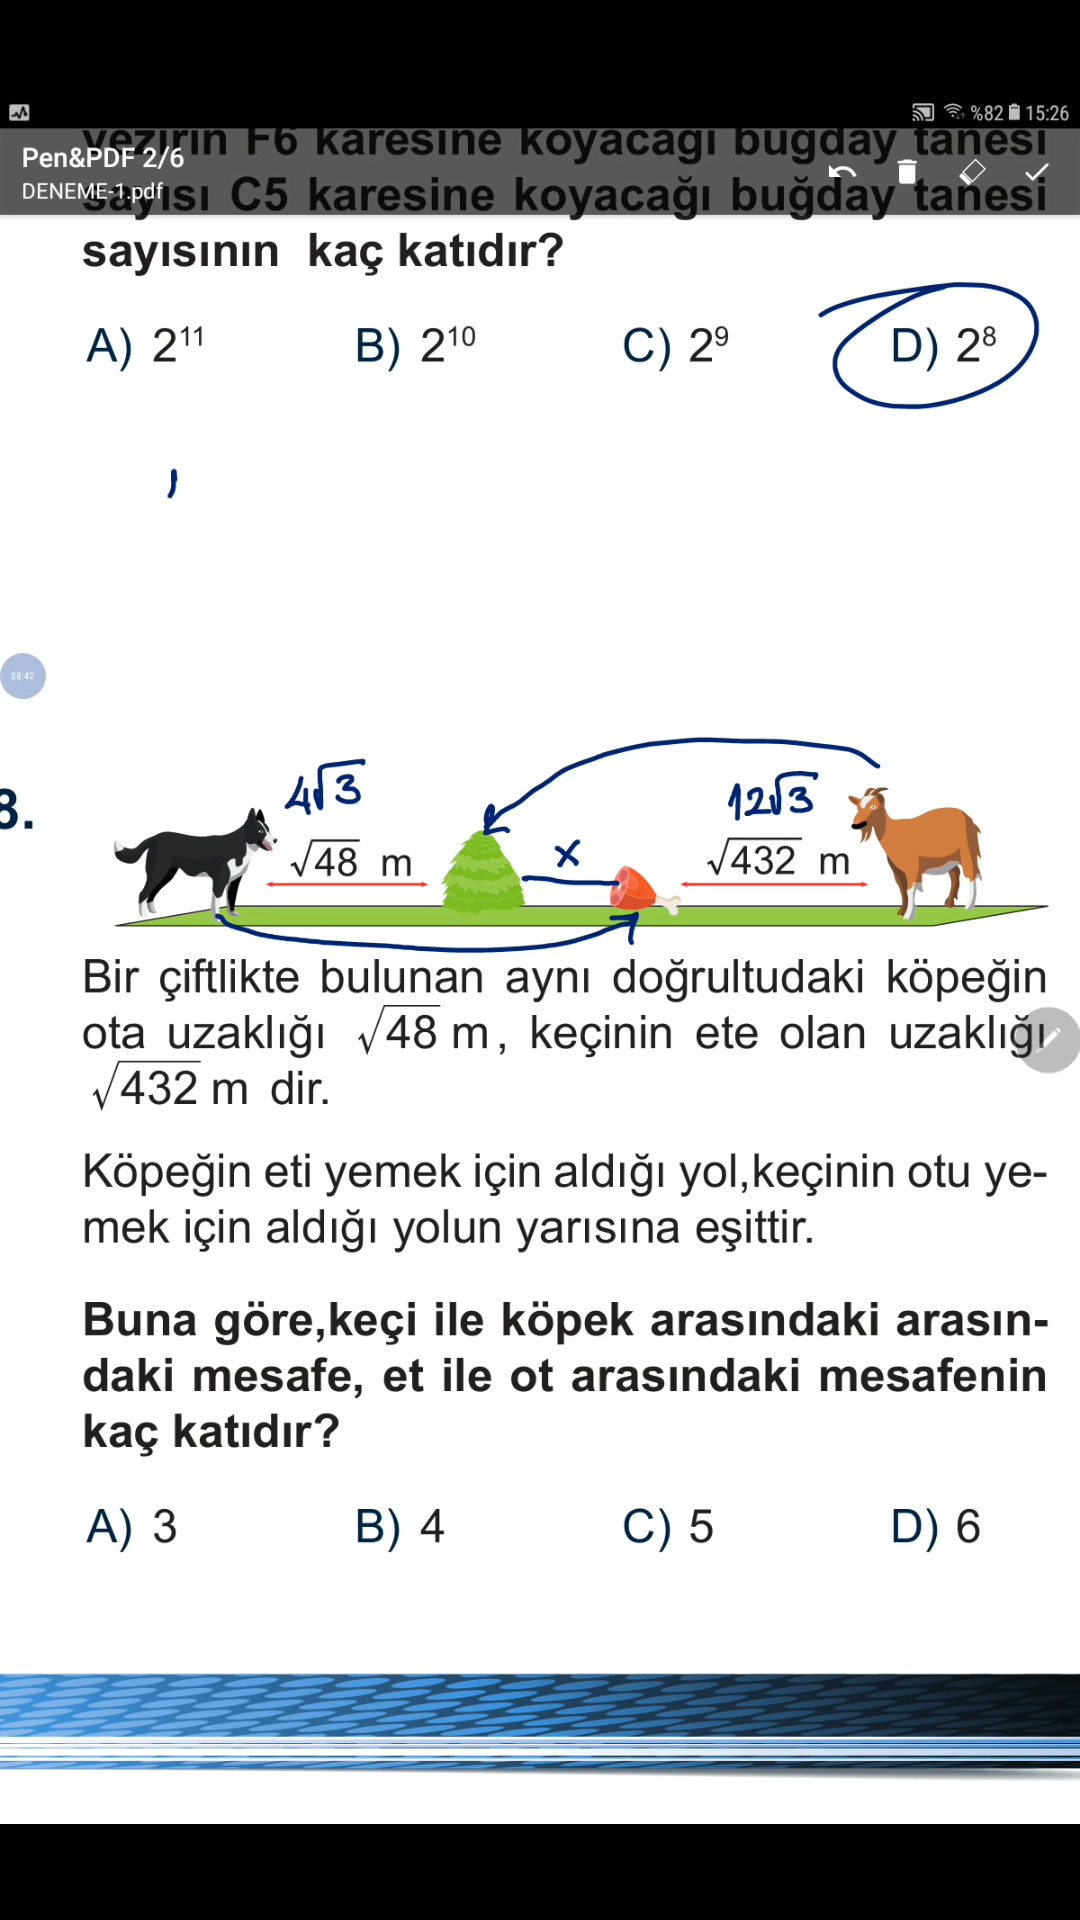 %82 15:26
vezirin F6 karesine koyacağı buğday tanesi
Pen&PDF 2/6
DENEME-1.pdf
sayısı C5 karesine koyacağı buğday tanesi
sayısının kaç katıdır?
A) 2¹¹ B) 2¹⁰ C) 2⁹ D) 2⁸
08:47
8.
4√3 12√3
√48 m x √432 m
Bir çiftlikte bulunan aynı doğrultudaki köpeğin
ota uzaklığı √48 m, keçinin ete olan uzaklığı
√432 m dir.
Köpeğin eti yemek için aldığı yol,keçinin otu ye-
mek için aldığı yolun yarısına eşittir.
Buna göre,keçi ile köpek arasındaki arasın-
daki mesafe, et ile ot arasındaki mesafenin
kaç katıdır?
A) 3 B) 4 C) 5 D) 6